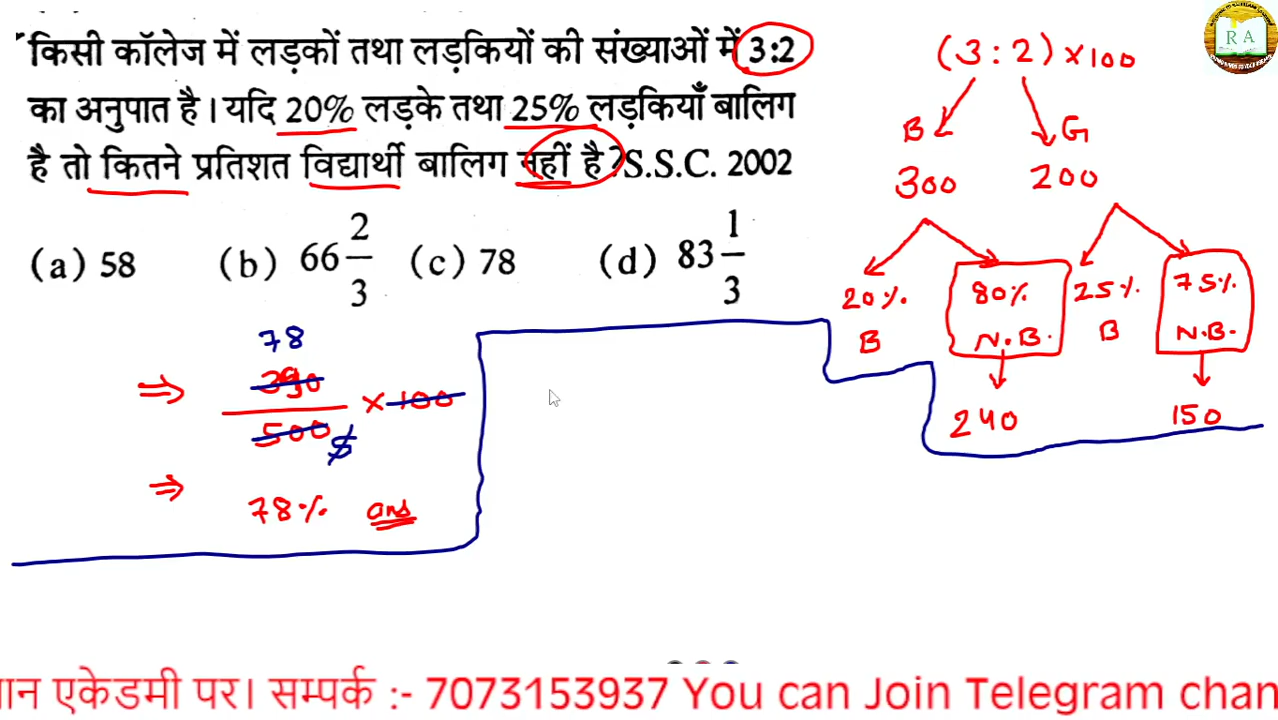 किसी कॉलेज में लड़कों तथा लड़कियों की संख्याओं में 3:2
का अनुपात है। यदि 20% लड़के तथा 25% लड़कियाँ बालिग
है तो कितने प्रतिशत विद्यार्थी बालिग नहीं है? S.S.C. 2002
(a) 58 (b) 66 2/3 (c) 78 (d) 83 1/3
(3 : 2) × 100
B G
300 200
20% 80% 25% 75%
B N.B. B N.B.
240 150
78
⇒ 390/500 × 100
5
⇒ 78% ans
R A
ान एकेडमी पर। सम्पर्क :- 7073153937 You can Join Telegram chan